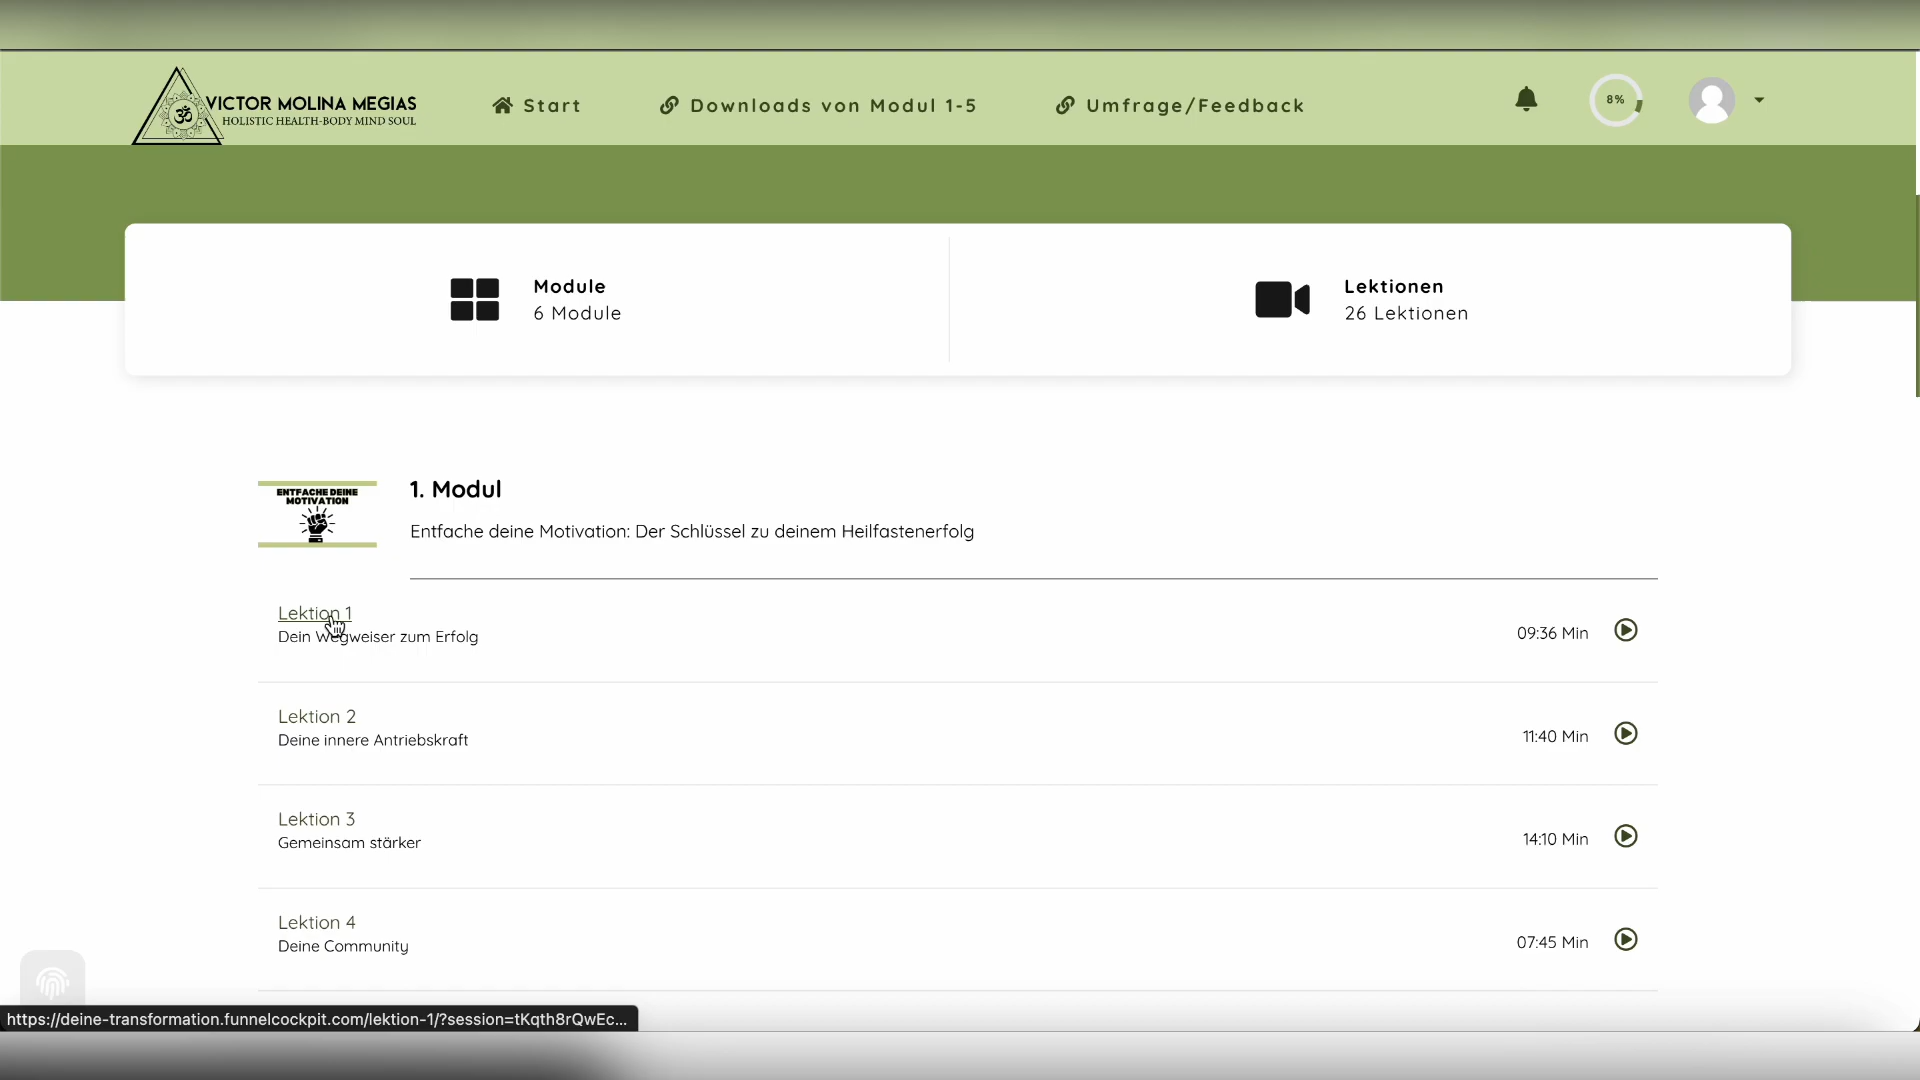 VICTOR MOLINA MEGIAS
HOLISTIC HEALTH-BODY MIND SOUL
Start
Downloads von Modul 1-5
Umfrage/Feedback
8%
Module
6 Module
Lektionen
26 Lektionen
ENTFACHE DEINE
MOTIVATION
1. Modul
Entfache deine Motivation: Der Schlüssel zu deinem Heilfastenerfolg
Lektion 1
Dein Wegweiser zum Erfolg
09:36 Min
Lektion 2
Deine innere Antriebskraft
11:40 Min
Lektion 3
Gemeinsam stärker
14:10 Min
Lektion 4
Deine Community
07:45 Min
https://deine-transformation.funnelcockpit.com/lektion-1/?session=tKqth8rQwEc...